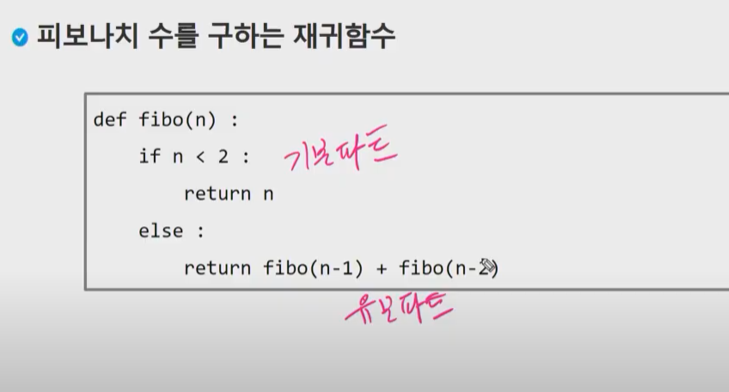 피보나치 수를 구하는 재귀함수
def fibo(n) :
if n < 2 : 기본파트
return n
else :
return fibo(n-1) + fibo(n-2)
유도파트